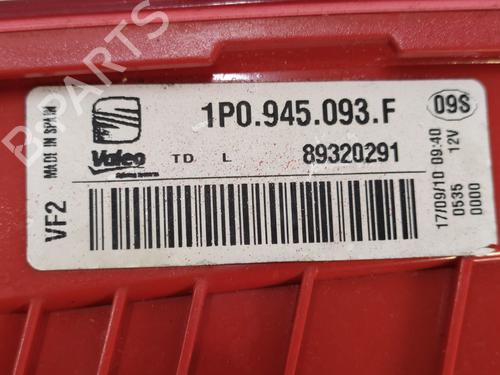 1P0.945.093.F
09S
MADE IN SPAIN
Valeo
TD L
89320291
VF2
17/09/10 09:40
12V
0535
0000